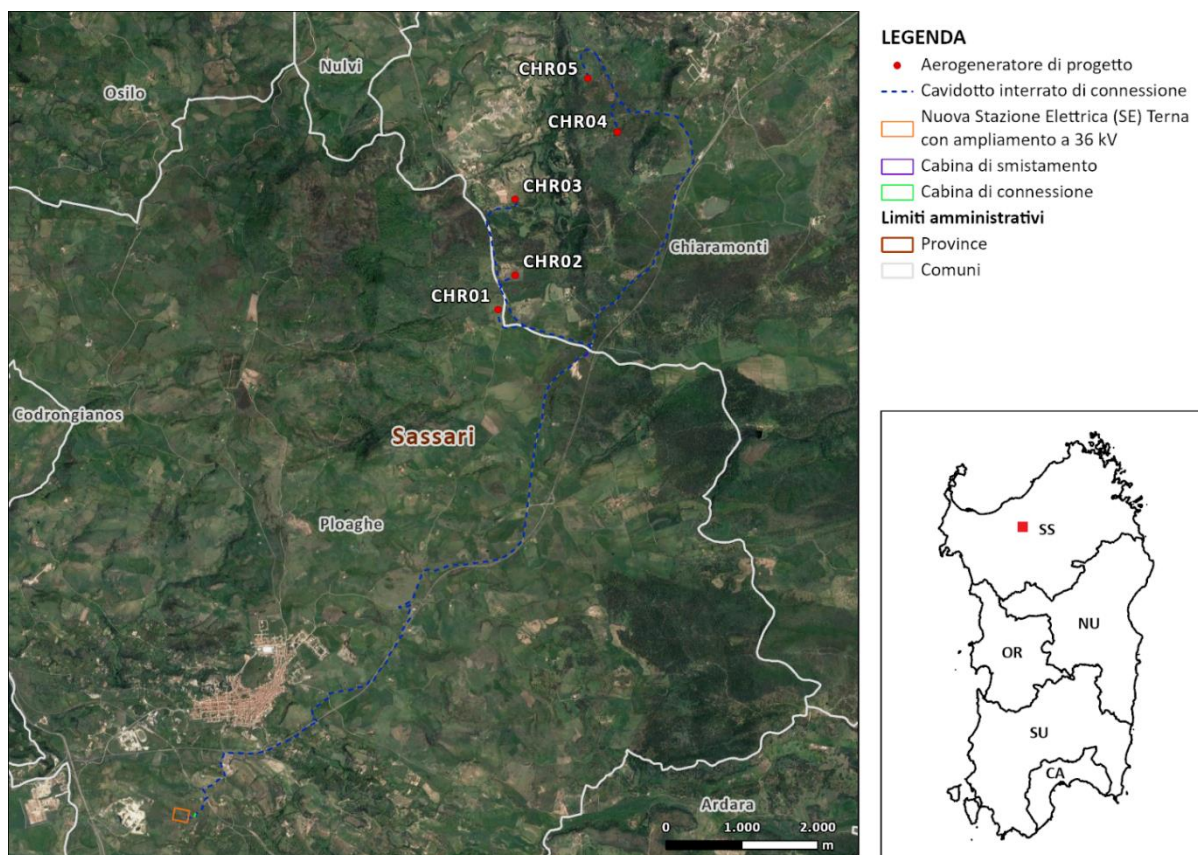 Nulvi
Osilo
CHR05
CHR04
CHR03
Chiaramonti
CHR02
CHR01
Codrongianos
Sassari
Ploaghe
Ardara
0 1.000 2.000
m
LEGENDA
Aerogeneratore di progetto
Cavidotto interrato di connessione
Nuova Stazione Elettrica (SE) Terna
con ampliamento a 36 kV
Cabina di smistamento
Cabina di connessione
Limiti amministrativi
Province
Comuni
SS
NU
OR
SU
CA